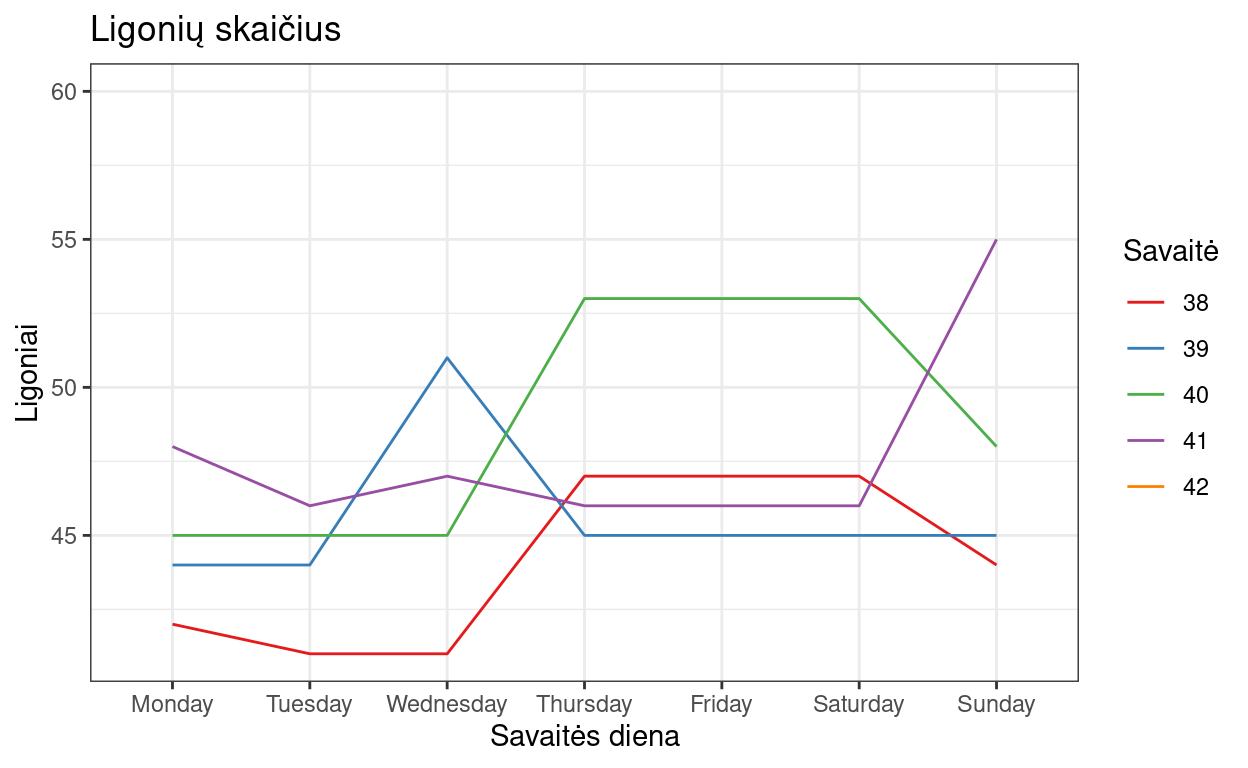 Ligonių skaičius
60
55
50
45
Ligoniai
Monday Tuesday Wednesday Thursday Friday Saturday Sunday
Savaitės diena
Savaitė
38
39
40
41
42